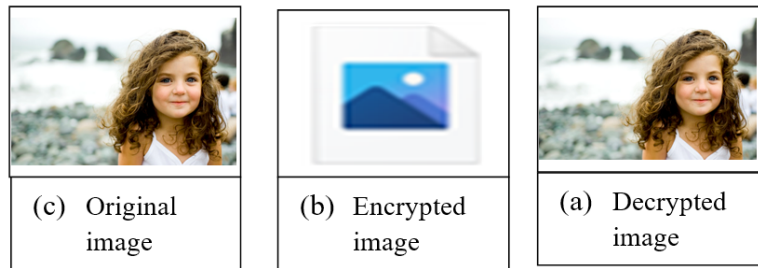 (c) Original
image
(b) Encrypted
image
(a) Decrypted
image